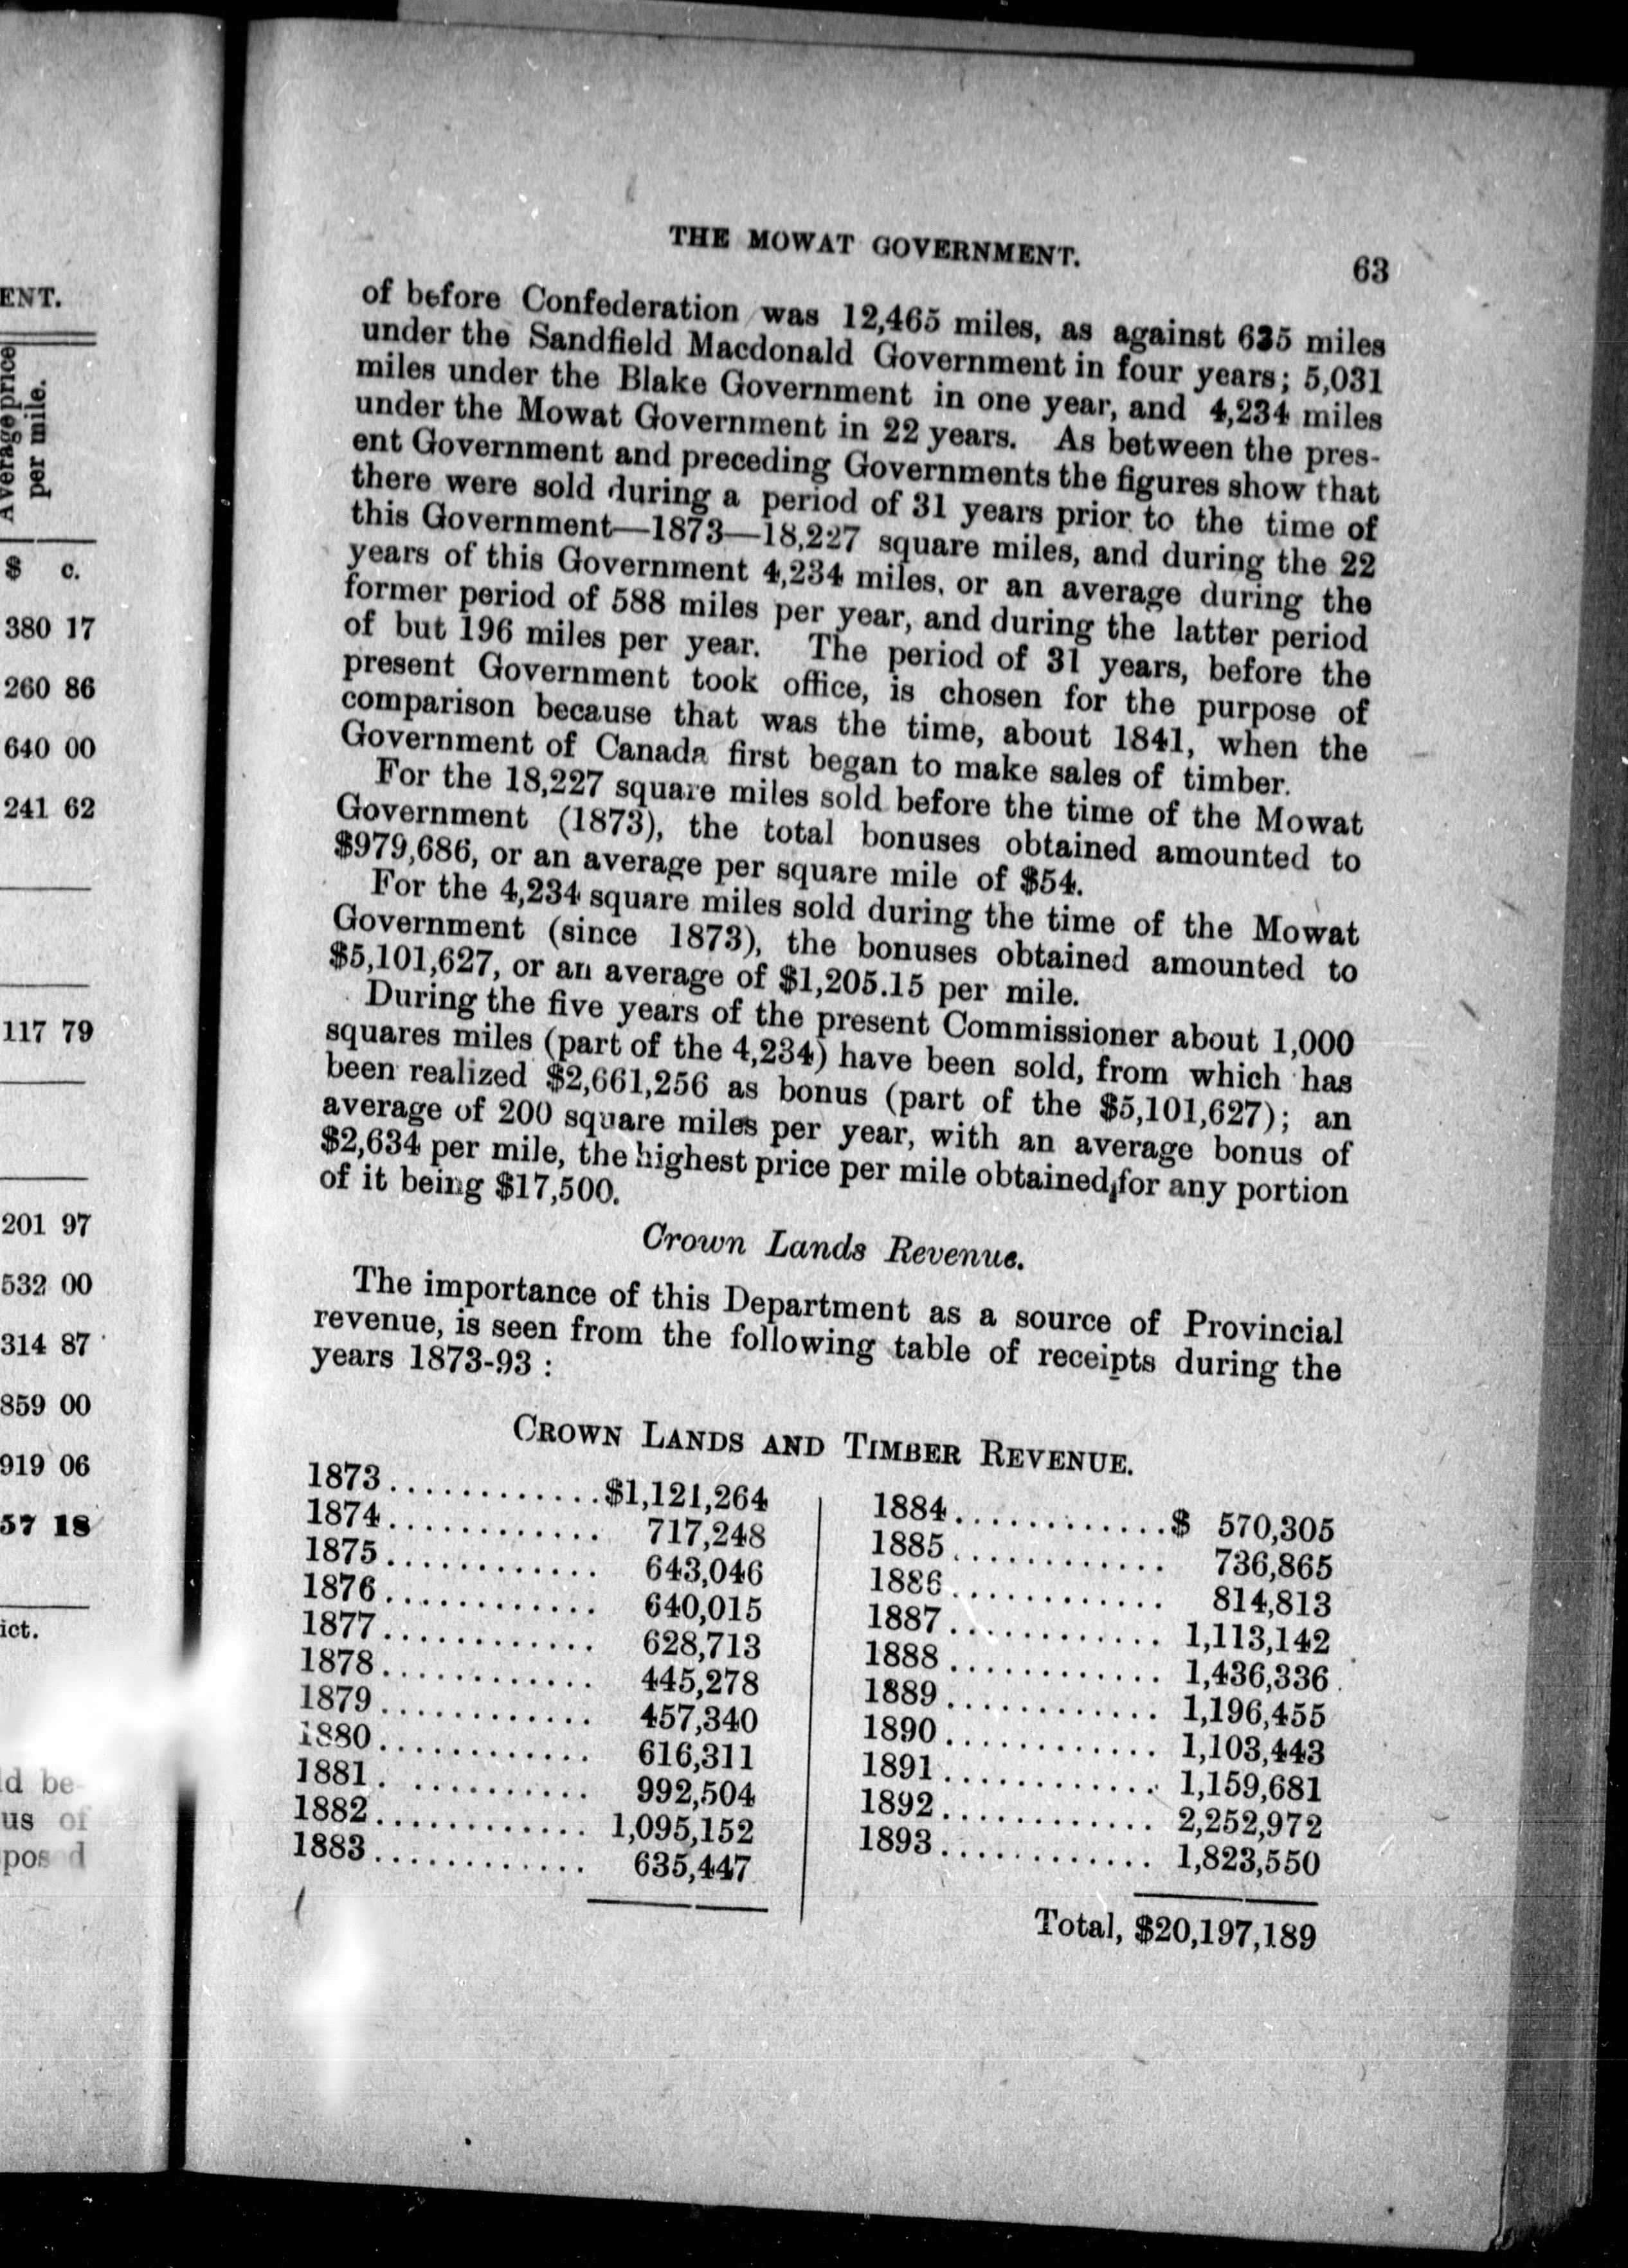 ENT.
Average price
per mile.
$ c.
380 17
260 86
640 00
241 62
117 79
201 97
532 00
314 87
859 00
919 06
57 18
ict.
d be-
us of
posed
THE MOWAT GOVERNMENT.
63
of before Confederation was 12,465 miles, as against 635 miles
under the Sandfield Macdonald Government in four years; 5,031
miles under the Blake Government in one year, and 4,234 miles
under the Mowat Government in 22 years. As between the pres-
ent Government and preceding Governments the figures show that
there were sold during a period of 31 years prior to the time of
this Government—1873—18,227 square miles, and during the 22
years of this Government 4,234 miles, or an average during the
former period of 588 miles per year, and during the latter period
of but 196 miles per year. The period of 31 years, before the
present Government took office, is chosen for the purpose of
comparison because that was the time, about 1841, when the
Government of Canada first began to make sales of timber.
For the 18,227 square miles sold before the time of the Mowat
Government (1873), the total bonuses obtained amounted to
$979,686, or an average per square mile of $54.
For the 4,234 square miles sold during the time of the Mowat
Government (since 1873), the bonuses obtained amounted to
$5,101,627, or an average of $1,205.15 per mile.
During the five years of the present Commissioner about 1,000
squares miles (part of the 4,234) have been sold, from which has
been realized $2,661,256 as bonus (part of the $5,101,627); an
average of 200 square miles per year, with an average bonus of
$2,634 per mile, the highest price per mile obtained for any portion
of it being $17,500.
Crown Lands Revenue.
The importance of this Department as a source of Provincial
revenue, is seen from the following table of receipts during the
years 1873-93 :
CROWN LANDS AND TIMBER REVENUE.
1873............$1,121,264
1874............ 717,248
1875............ 643,046
1876............ 640,015
1877............ 628,713
1878............ 445,278
1879............ 457,340
1880............ 616,311
1881............ 992,504
1882............ 1,095,152
1883............ 635,447
1884............$ 570,305
1885............ 736,865
1886............ 814,813
1887............ 1,113,142
1888............ 1,436,336
1889............ 1,196,455
1890............ 1,103,443
1891............ 1,159,681
1892............ 2,252,972
1893............ 1,823,550
Total, $20,197,189